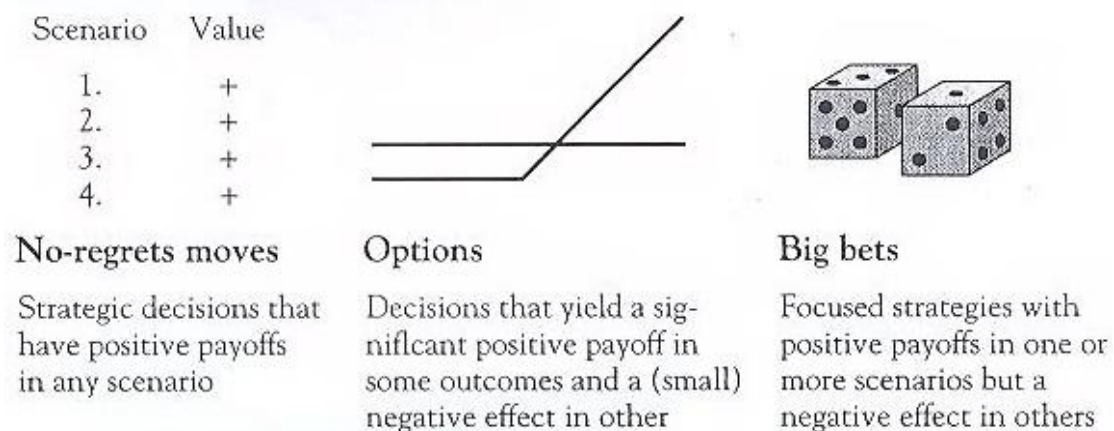 Scenario Value
1. +
2. +
3. +
4. +
No-regrets moves
Strategic decisions that
have positive payoffs
in any scenario
Options
Decisions that yield a sig-
niflcant positive payoff in
some outcomes and a (small)
negative effect in other
Big bets
Focused strategies with
positive payoffs in one or
more scenarios but a
negative effect in others